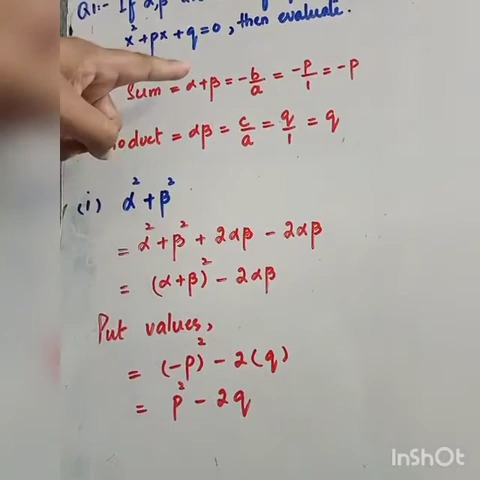 Q1:- If α,β
x²+px+q=0, then evaluate.
Sum = α+β = -b/a = -p/1 = -p
oduct = αβ = c/a = q/1 = q
(i) α²+β²
= α²+β²+2αβ-2αβ
= (α+β)²-2αβ
Put values,
= (-p)²-2(q)
= p²-2q
InShOt